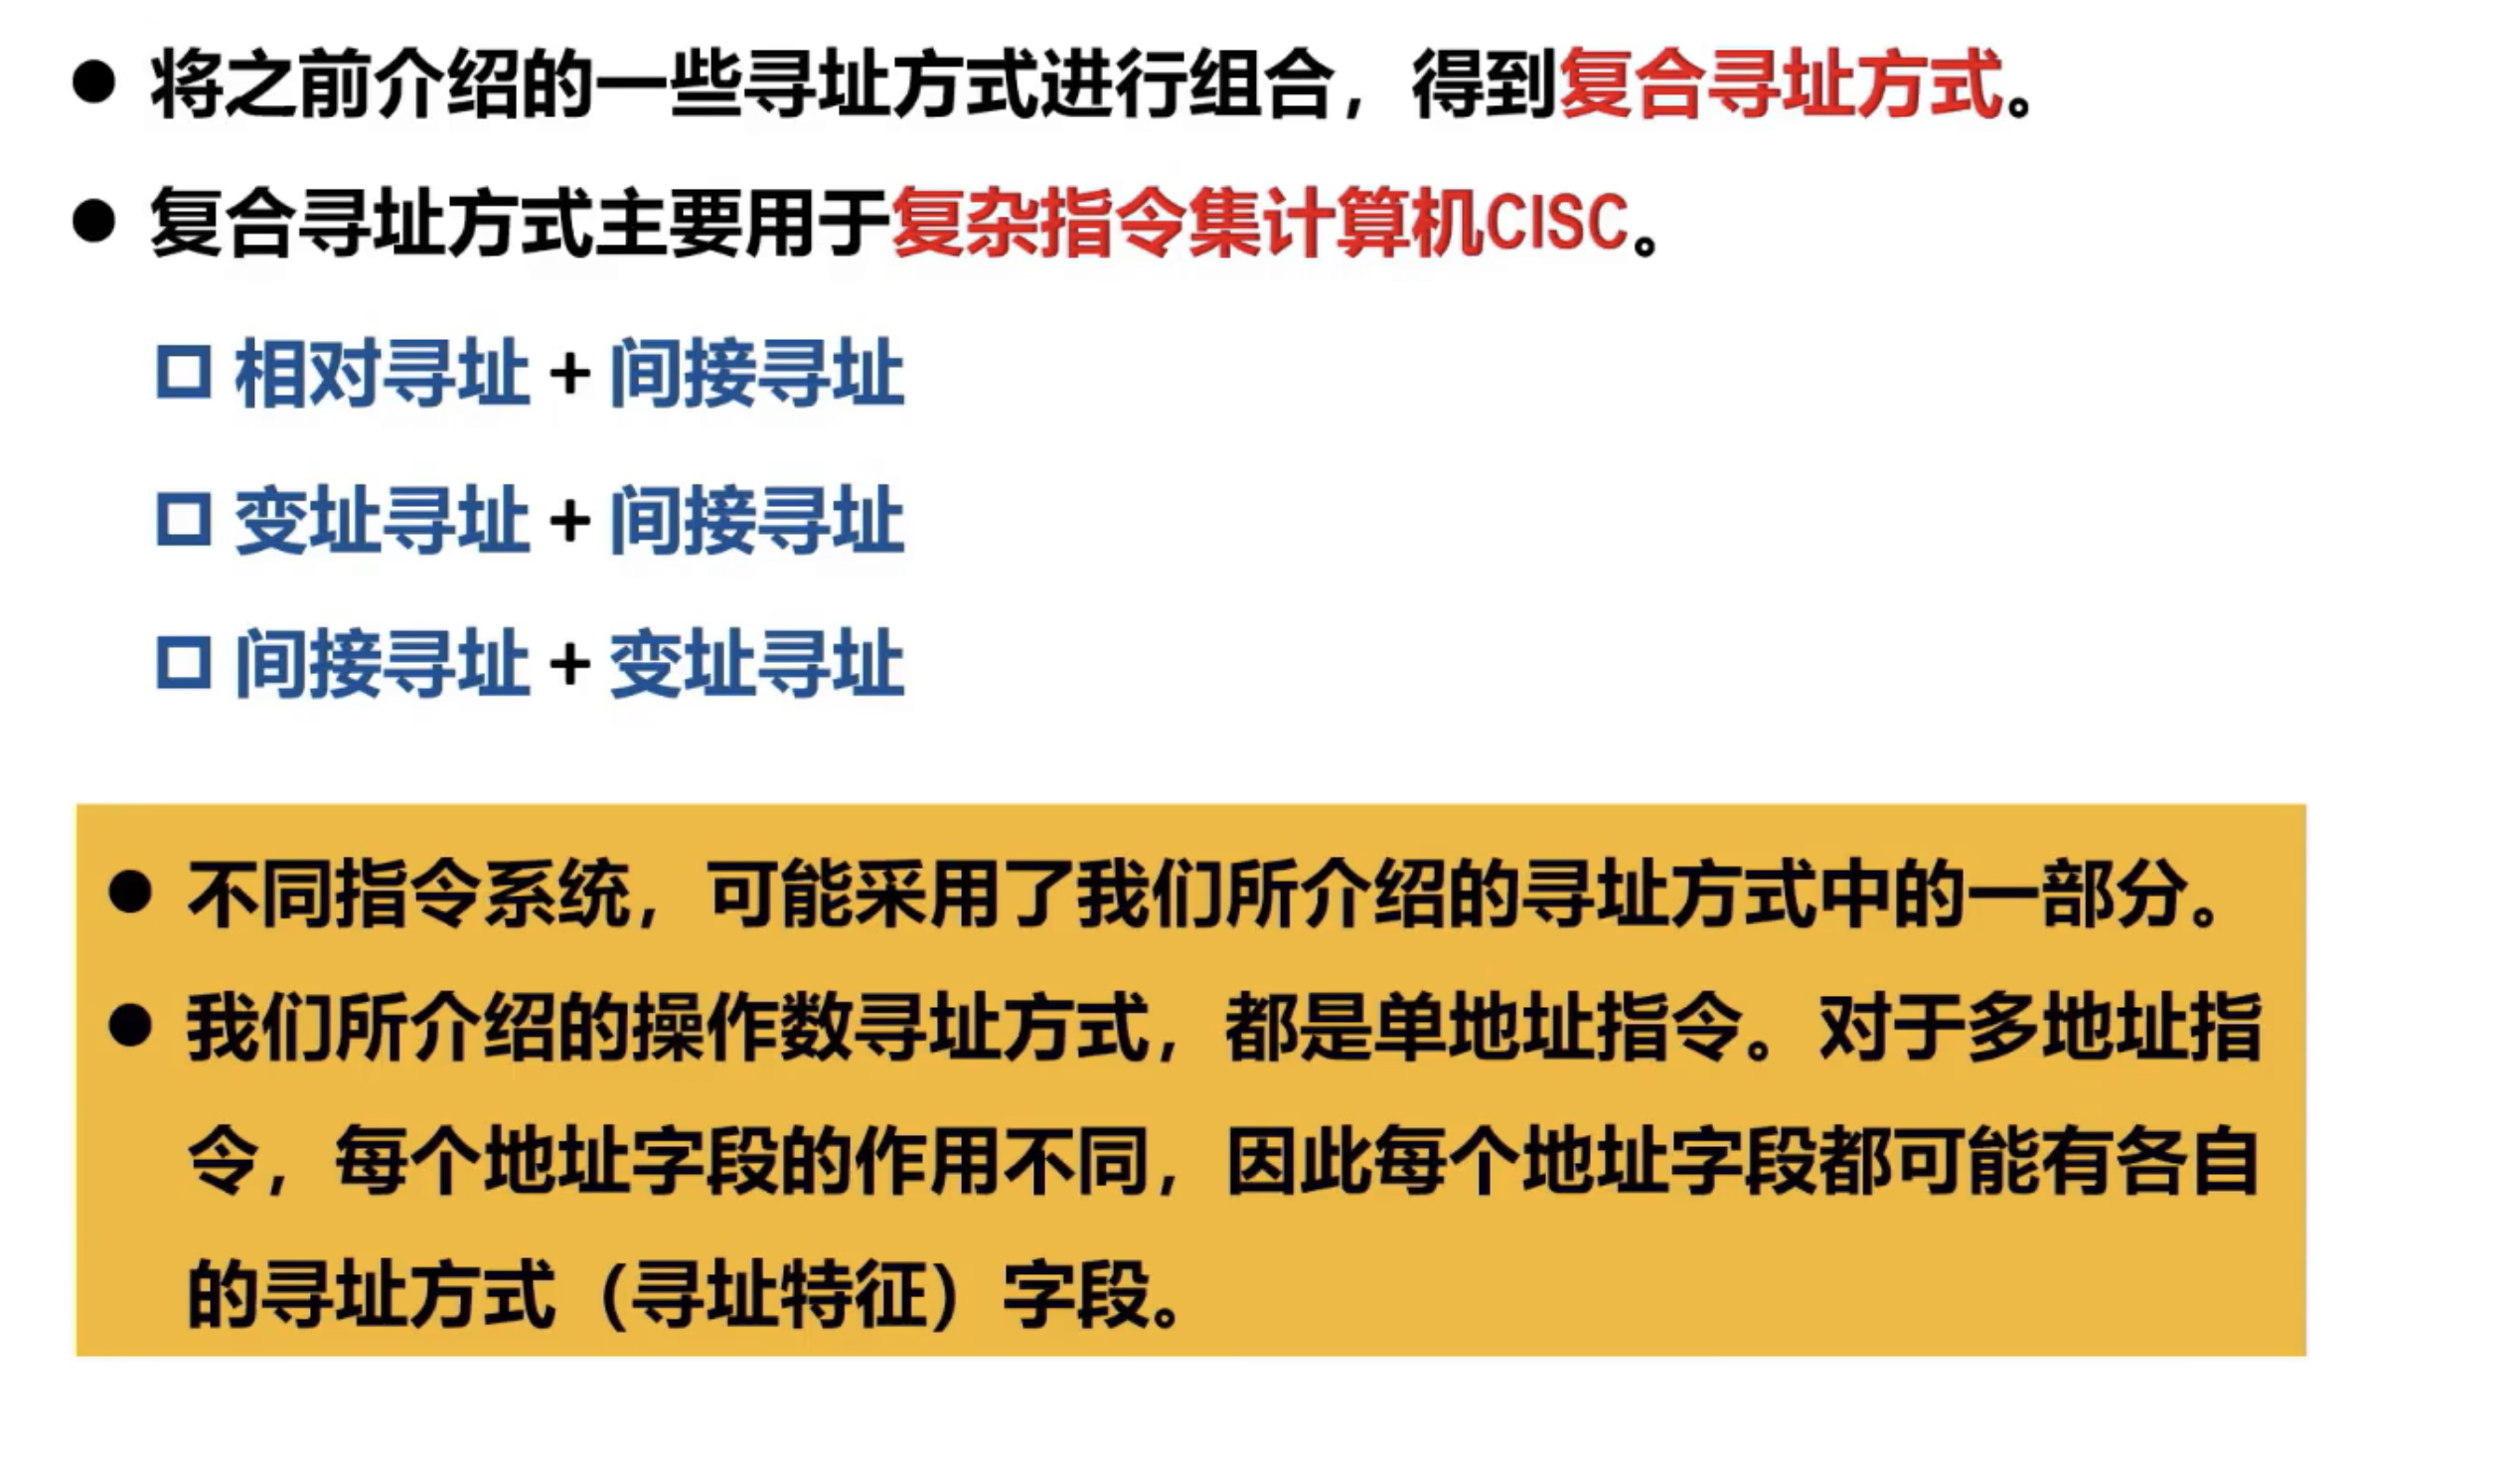 ● 将之前介绍的一些寻址方式进行组合，得到复合寻址方式。
● 复合寻址方式主要用于复杂指令集计算机CISC。
□ 相对寻址 + 间接寻址
□ 变址寻址 + 间接寻址
□ 间接寻址 + 变址寻址
● 不同指令系统，可能采用了我们所介绍的寻址方式中的一部分。
● 我们所介绍的操作数寻址方式，都是单地址指令。对于多地址指
令，每个地址字段的作用不同，因此每个地址字段都可能有各自
的寻址方式（寻址特征）字段。